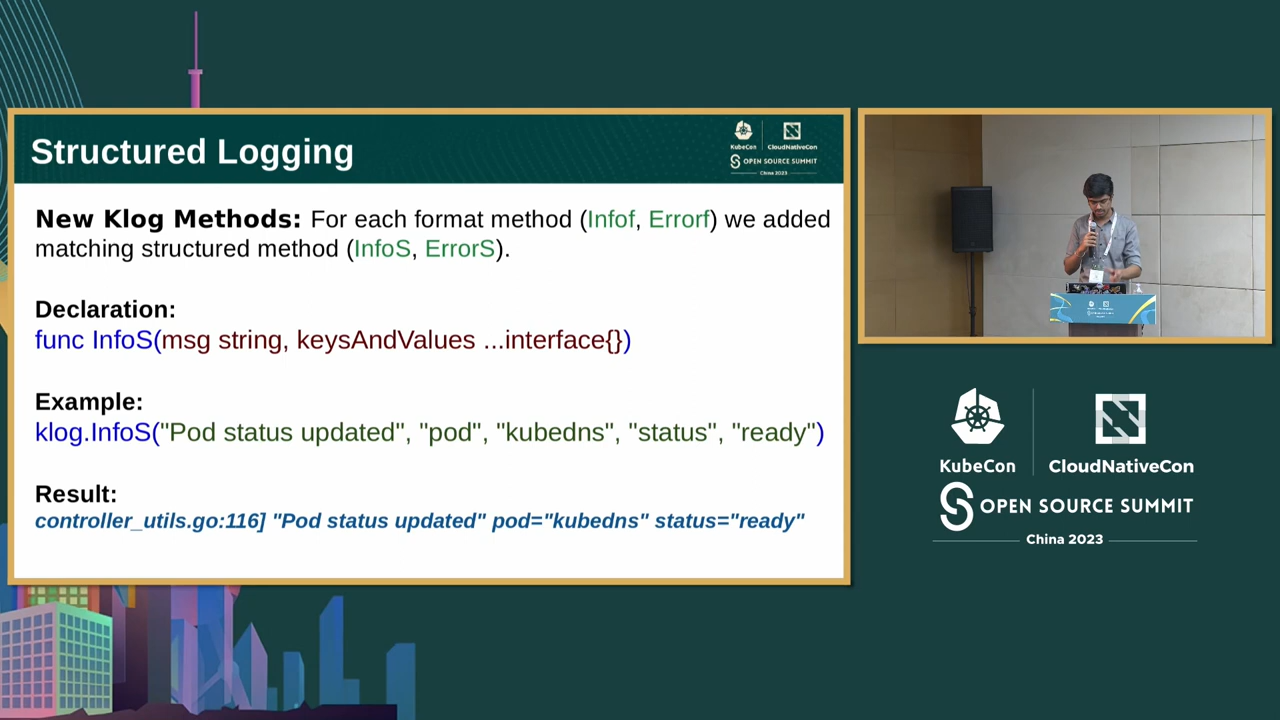 Structured Logging
KubeCon
CloudNativeCon
OPEN SOURCE SUMMIT
China 2023
New Klog Methods: For each format method (Infof, Errorf) we added
matching structured method (InfoS, ErrorS).
Declaration:
func InfoS(msg string, keysAndValues ...interface{})
Example:
klog.InfoS("Pod status updated", "pod", "kubedns", "status", "ready")
Result:
controller_utils.go:116] "Pod status updated" pod="kubedns" status="ready"
KubeCon
CloudNativeCon
OPEN SOURCE SUMMIT
China 2023